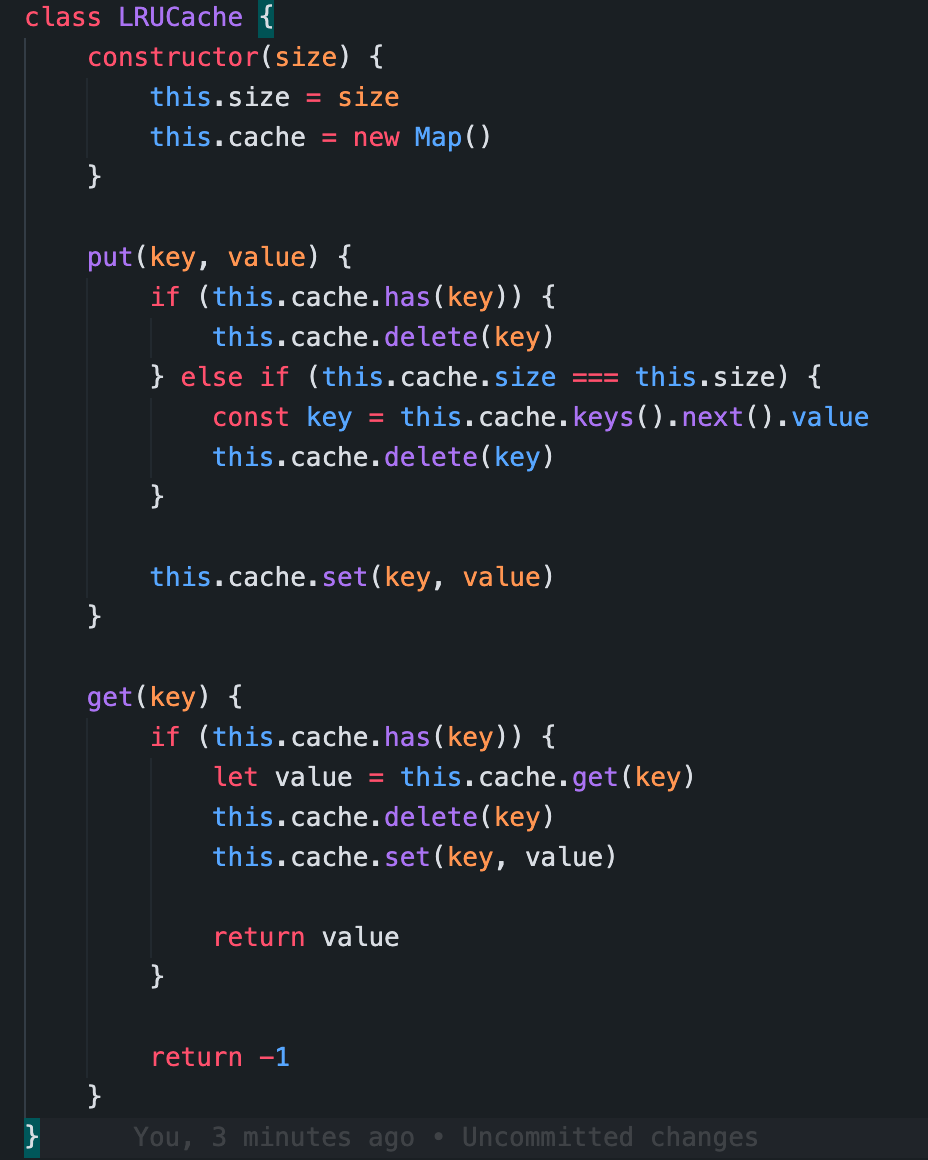 class LRUCache {
    constructor(size) {
        this.size = size
        this.cache = new Map()
    }

    put(key, value) {
        if (this.cache.has(key)) {
            this.cache.delete(key)
        } else if (this.cache.size === this.size) {
            const key = this.cache.keys().next().value
            this.cache.delete(key)
        }

        this.cache.set(key, value)
    }

    get(key) {
        if (this.cache.has(key)) {
            let value = this.cache.get(key)
            this.cache.delete(key)
            this.cache.set(key, value)

            return value
        }

        return -1
    }
}      You, 3 minutes ago • Uncommitted changes